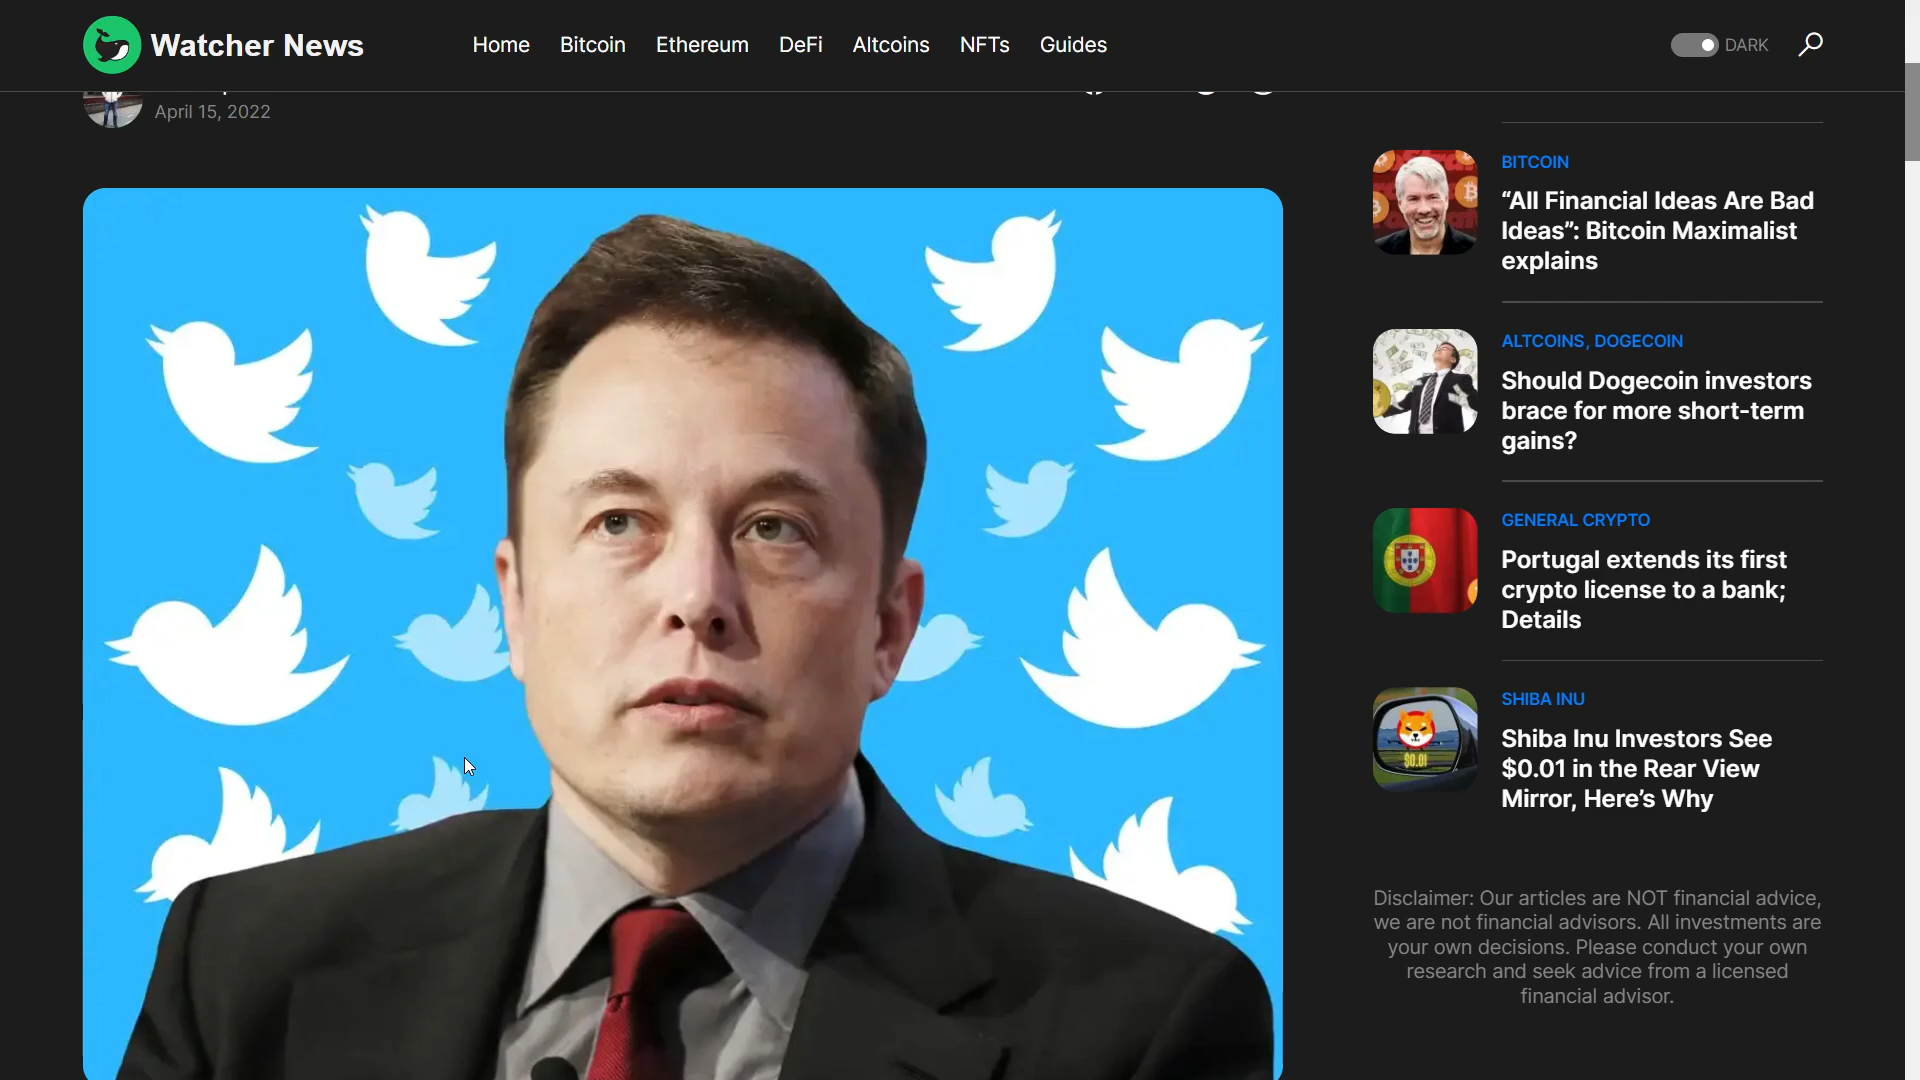 Watcher News
Home Bitcoin Ethereum DeFi Altcoins NFTs Guides
DARK
April 15, 2022
BITCOIN
“All Financial Ideas Are Bad
Ideas”: Bitcoin Maximalist
explains
ALTCOINS, DOGECOIN
Should Dogecoin investors
brace for more short-term
gains?
GENERAL CRYPTO
Portugal extends its first
crypto license to a bank;
Details
SHIBA INU
$0.01
Shiba Inu Investors See
$0.01 in the Rear View
Mirror, Here’s Why
Disclaimer: Our articles are NOT financial advice,
we are not financial advisors. All investments are
your own decisions. Please conduct your own
research and seek advice from a licensed
financial advisor.